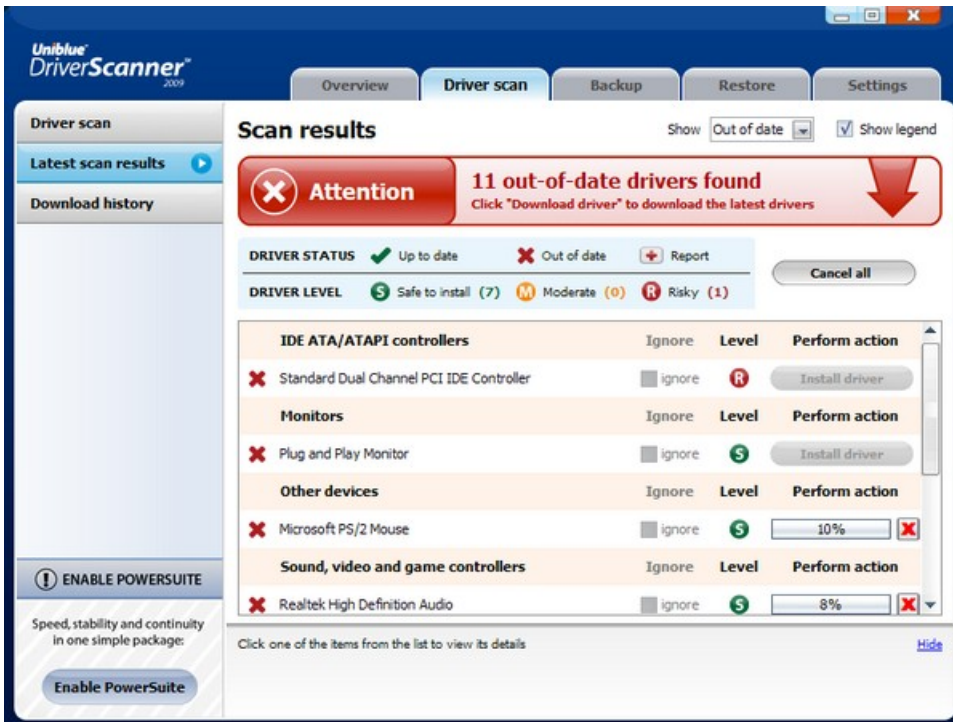 Uniblue
DriverScanner™
2009
Overview
Driver scan
Backup
Restore
Settings
Driver scan
Latest scan results
Download history
Scan results
Show Out of date Show legend
Attention
11 out-of-date drivers found
Click "Download driver" to download the latest drivers
DRIVER STATUS Up to date Out of date Report
DRIVER LEVEL S Safe to install (7) M Moderate (0) R Risky (1)
Cancel all
IDE ATA/ATAPI controllers Ignore Level Perform action
Standard Dual Channel PCI IDE Controller ignore R Install driver
Monitors Ignore Level Perform action
Plug and Play Monitor ignore S Install driver
Other devices Ignore Level Perform action
Microsoft PS/2 Mouse ignore S 10%
Sound, video and game controllers Ignore Level Perform action
Realtek High Definition Audio ignore S 8%
Click one of the items from the list to view its details Hide
ENABLE POWERSUITE
Speed, stability and continuity
in one simple package:
Enable PowerSuite